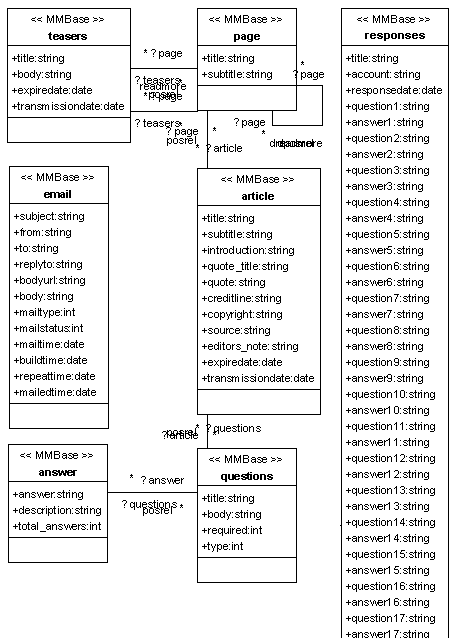 << MMBase >>
teasers
+title:string
+body:string
+expiredate:date
+transmissiondate:date
* ? page
? teasers*
readmore
*posrel
? page
? teasers*
<< MMBase >>
page
+title:string
+subtitle:string
*
? page
? page
*
readmore
? page
posrel
*
* ? article
<< MMBase >>
email
+subject:string
+from:string
+to:string
+replyto:string
+bodyurl:string
+body:string
+mailtype:int
+mailstatus:int
+mailtime:date
+buildtime:date
+repeattime:date
+mailedtime:date
<< MMBase >>
article
+title:string
+subtitle:string
+introduction:string
+quote_title:string
+quote:string
+creditline:string
+copyright:string
+source:string
+editors_note:string
+expiredate:date
+transmissiondate:date
* ? questions
posrel
*
? article
<< MMBase >>
answer
+answer:string
+description:string
+total_answers:int
* ? answer
? questions *
posrel
<< MMBase >>
questions
+title:string
+body:string
+required:int
+type:int
<< MMBase >>
responses
+title:string
+account:string
+responsedate:date
+question1:string
+answer1:string
+question2:string
+answer2:string
+question3:string
+answer3:string
+question4:string
+answer4:string
+question5:string
+answer5:string
+question6:string
+answer6:string
+question7:string
+answer7:string
+question8:string
+answer8:string
+question9:string
+answer9:string
+question10:string
+answer10:string
+question11:string
+answer11:string
+question12:string
+answer12:string
+question13:string
+answer13:string
+question14:string
+answer14:string
+question15:string
+answer15:string
+question16:string
+answer16:string
+question17:string
+answer17:string